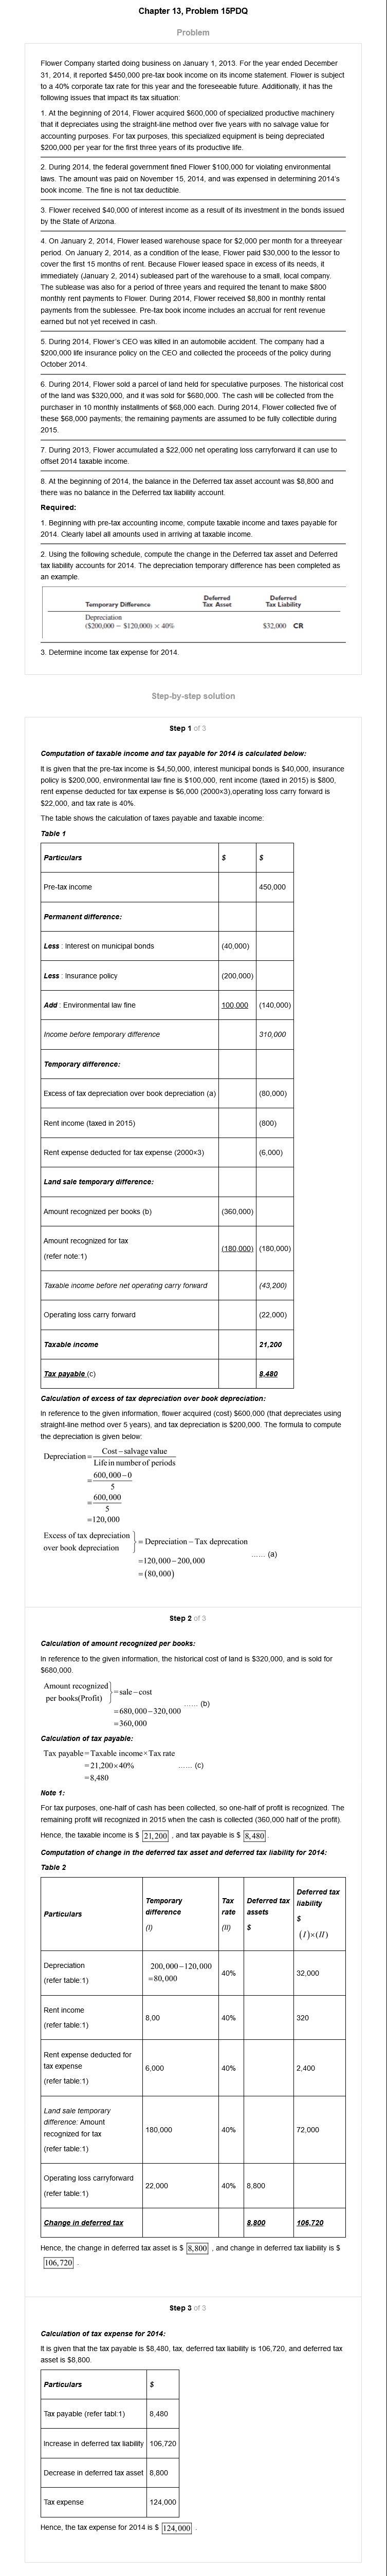 Chapter 13, Problem 15PDQ
Problem
Flower Company started doing business on January 1, 2013. For the year ended December
31, 2014, it reported $450,000 pre-tax book income on its income statement. Flower is subject
to a 40% corporate tax rate for this year and the foreseeable future. Additionally, it has the
following issues that impact its tax situation:
1. At the beginning of 2014, Flower acquired $600,000 of specialized productive machinery
that it depreciates using the straight-line method over five years with no salvage value for
accounting purposes. For tax purposes, this specialized equipment is being depreciated
$200,000 per year for the first three years of its productive life.
2. During 2014, the federal government fined Flower $100,000 for violating environmental
laws. The amount was paid on November 15, 2014, and was expensed in determining 2014's
book income. The fine is not tax deductible.
3. Flower received $40,000 of interest income as a result of its investment in the bonds issued
by the State of Arizona.
4. On January 2, 2014, Flower leased warehouse space for $2,000 per month for a threeyear
period. On January 2, 2014, as a condition of the lease, Flower paid $30,000 to the lessor to
cover the first 15 months of rent. Because Flower leased space in excess of its needs, it
immediately (January 2, 2014) subleased part of the warehouse to a small, local company.
The sublease was also for a period of three years and required the tenant to make $800
monthly rent payments to Flower. During 2014, Flower received $8,800 in monthly rental
payments from the sublessee. Pre-tax book income includes an accrual for rent revenue
earned but not yet received in cash.
5. During 2014, Flower's CEO was killed in an automobile accident. The company had a
$200,000 life insurance policy on the CEO and collected the proceeds of the policy during
October 2014.
6. During 2014, Flower sold a parcel of land held for speculative purposes. The historical cost
of the land was $320,000, and it was sold for $680,000. The cash will be collected from the
purchaser in 10 monthly installments of $68,000 each. During 2014, Flower collected five of
these $68,000 payments; the remaining payments are assumed to be fully collectible during
2015.
7. During 2013, Flower accumulated a $22,000 net operating loss carryforward it can use to
offset 2014 taxable income.
8. At the beginning of 2014, the balance in the Deferred tax asset account was $8,800 and
there was no balance in the Deferred tax liability account.
Required:
1. Beginning with pre-tax accounting income, compute taxable income and taxes payable for
2014. Clearly label all amounts used in arriving at taxable income.
2. Using the following schedule, compute the change in the Deferred tax asset and Deferred
tax liability accounts for 2014. The depreciation temporary difference has been completed as
an example.
Temporary Difference Deferred Tax Asset Deferred Tax Liability
Depreciation
($200,000 − $120,000) × 40% $32,000 CR
3. Determine income tax expense for 2014.
Step-by-step solution
Step 1 of 3
Computation of taxable income and tax payable for 2014 is calculated below:
It is given that the pre-tax income is $4,50,000, interest municipal bonds is $40,000, insurance
policy is $200,000, environmental law fine is $100,000, rent income (taxed in 2015) is $800,
rent expense deducted for tax expense is $6,000 (2000×3),operating loss carry forward is
$22,000, and tax rate is 40%.
The table shows the calculation of taxes payable and taxable income:
Table 1
Particulars $ $
Pre-tax income 450,000
Permanent difference:
Less : Interest on municipal bonds (40,000)
Less : Insurance policy (200,000)
Add : Environmental law fine 100,000 (140,000)
Income before temporary difference 310,000
Temporary difference:
Excess of tax depreciation over book depreciation (a) (80,000)
Rent income (taxed in 2015) (800)
Rent expense deducted for tax expense (2000×3) (6,000)
Land sale temporary difference:
Amount recognized per books (b) (360,000)
Amount recognized for tax
(refer note:1) (180,000) (180,000)
Taxable income before net operating carry forward (43,200)
Operating loss carry forward (22,000)
Taxable income 21,200
Tax payable (c) 8,480
Calculation of excess of tax depreciation over book depreciation:
In reference to the given information, flower acquired (cost) $600,000 (that depreciates using
straight-line method over 5 years), and tax depreciation is $200,000. The formula to compute
the depreciation is given below:
Depreciation = Cost − salvage value / Life in number of periods
= 600,000 − 0 / 5
= 600,000 / 5
= 120,000
Excess of tax depreciation over book depreciation } = Depreciation − Tax deprecation
= 120,000 − 200,000 ...... (a)
= (80,000)
Step 2 of 3
Calculation of amount recognized per books:
In reference to the given information, the historical cost of land is $320,000, and is sold for
$680,000.
Amount recognized per books(Profit) } = sale − cost
= 680,000 − 320,000 ...... (b)
= 360,000
Calculation of tax payable:
Tax payable = Taxable income × Tax rate
= 21,200 × 40% ...... (c)
= 8,480
Note 1:
For tax purposes, one-half of cash has been collected, so one-half of profit is recognized. The
remaining profit will recognized in 2015 when the cash is collected (360,000 half of the profit).
Hence, the taxable income is $ 21,200 , and tax payable is $ 8,480 .
Computation of change in the deferred tax asset and deferred tax liability for 2014:
Table 2
Particulars Temporary difference (I) Tax rate (II) Deferred tax assets $ Deferred tax liability $ (I)×(II)
Depreciation (refer table:1) 200,000 − 120,000 = 80,000 40% 32,000
Rent income (refer table:1) 8,00 40% 320
Rent expense deducted for tax expense (refer table:1) 6,000 40% 2,400
Land sale temporary difference: Amount recognized for tax (refer table:1) 180,000 40% 72,000
Operating loss carryforward (refer table:1) 22,000 40% 8,800
Change in deferred tax 8,800 106,720
Hence, the change in deferred tax asset is $ 8,800 , and change in deferred tax liability is $
106,720 .
Step 3 of 3
Calculation of tax expense for 2014:
It is given that the tax payable is $8,480, tax, deferred tax liability is 106,720, and deferred tax
asset is $8,800.
Particulars $
Tax payable (refer tabl:1) 8,480
Increase in deferred tax liability 106,720
Decrease in deferred tax asset 8,800
Tax expense 124,000
Hence, the tax expense for 2014 is $ 124,000 .